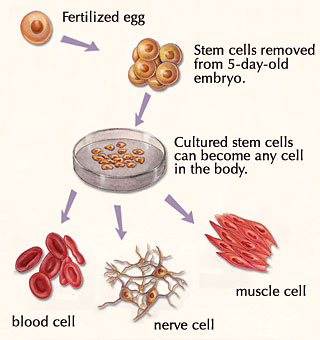 Fertilized egg
Stem cells removed
from 5-day-old
embryo.
Cultured stem cells
can become any cell
in the body.
muscle cell
blood cell
nerve cell